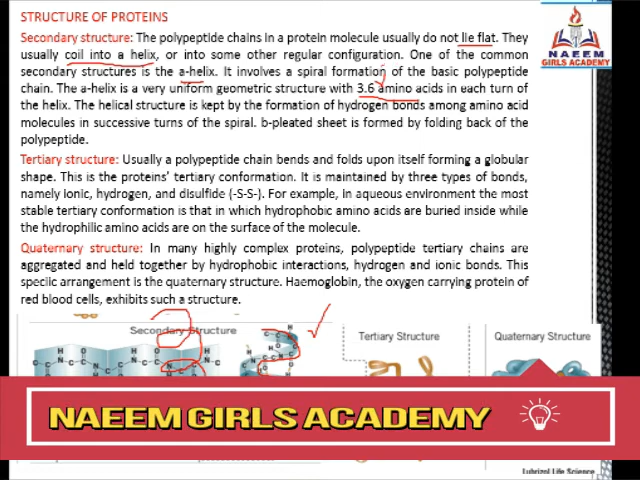 STRUCTURE OF PROTEINS
Secondary structure: The polypeptide chains in a protein molecule usually do not lie flat. They
usually coil into a helix, or into some other regular configuration. One of the common
secondary structures is the a-helix. It involves a spiral formation of the basic polypeptide
chain. The a-helix is a very uniform geometric structure with 3.6 amino acids in each turn of
the helix. The helical structure is kept by the formation of hydrogen bonds among amino acid
molecules in successive turns of the spiral. b-pleated sheet is formed by folding back of the
polypeptide.
Tertiary structure: Usually a polypeptide chain bends and folds upon itself forming a globular
shape. This is the proteins' tertiary conformation. It is maintained by three types of bonds,
namely ionic, hydrogen, and disulfide (-S-S-). For example, in aqueous environment the most
stable tertiary conformation is that in which hydrophobic amino acids are buried inside while
the hydrophilic amino acids are on the surface of the molecule.
Quaternary structure: In many highly complex proteins, polypeptide tertiary chains are
aggregated and held together by hydrophobic interactions, hydrogen and ionic bonds. This
speciic arrangement is the quaternary structure. Haemoglobin, the oxygen carrying protein of
red blood cells, exhibits such a structure.
NAEEM
GIRLS ACADEMY
Secondary Structure
Tertiary Structure
Quaternary Structure
NAEEM GIRLS ACADEMY
Lubrizol Life Science